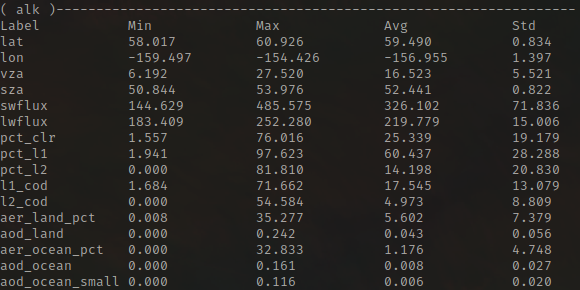 ( alk )-----------------------------------------------------------------
Label Min Max Avg Std
lat 58.017 60.926 59.490 0.834
lon -159.497 -154.426 -156.955 1.397
vza 6.192 27.520 16.523 5.521
sza 50.844 53.976 52.441 0.822
swflux 144.629 485.575 326.102 71.836
lwflux 183.409 252.280 219.779 15.006
pct_clr 1.557 76.016 25.339 19.179
pct_l1 1.941 97.623 60.437 28.288
pct_l2 0.000 81.810 14.198 20.830
l1_cod 1.684 71.662 17.545 13.079
l2_cod 0.000 54.584 4.973 8.809
aer_land_pct 0.008 35.277 5.602 7.379
aod_land 0.000 0.242 0.043 0.056
aer_ocean_pct 0.000 32.833 1.176 4.748
aod_ocean 0.000 0.161 0.008 0.027
aod_ocean_small 0.000 0.116 0.006 0.020